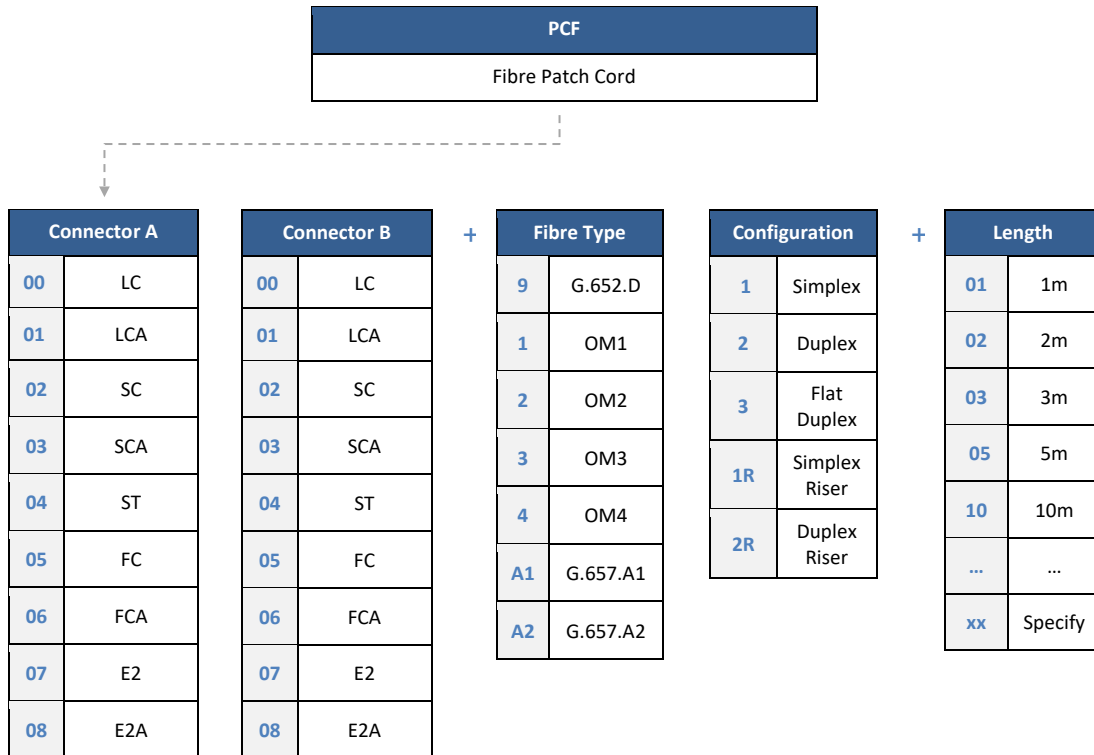 PCF
Fibre Patch Cord
Connector A
00 LC
01 LCA
02 SC
03 SCA
04 ST
05 FC
06 FCA
07 E2
08 E2A
Connector B
00 LC
01 LCA
02 SC
03 SCA
04 ST
05 FC
06 FCA
07 E2
08 E2A
+
Fibre Type
9 G.652.D
1 OM1
2 OM2
3 OM3
4 OM4
A1 G.657.A1
A2 G.657.A2
Configuration
1 Simplex
2 Duplex
3 Flat
Duplex
1R Simplex
Riser
2R Duplex
Riser
+
Length
01 1m
02 2m
03 3m
05 5m
10 10m
... ...
xx Specify